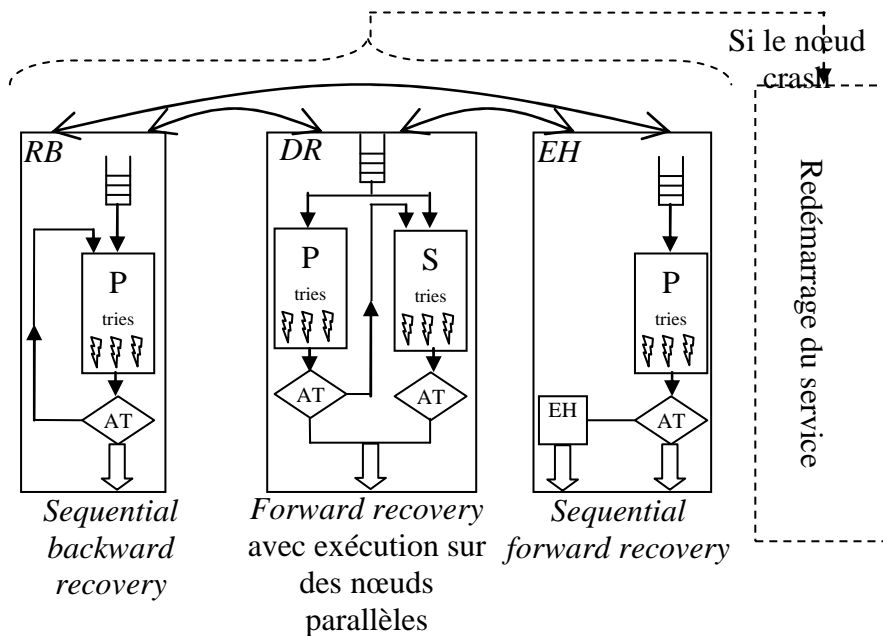 Si le nœud
crash
RB
DR
EH
P
tries
AT
P
tries
S
tries
AT
AT
P
tries
EH
AT
Redémarrage du service
Sequential
backward
recovery
Forward recovery
avec exécution sur
des nœuds
parallèles
Sequential
forward recovery